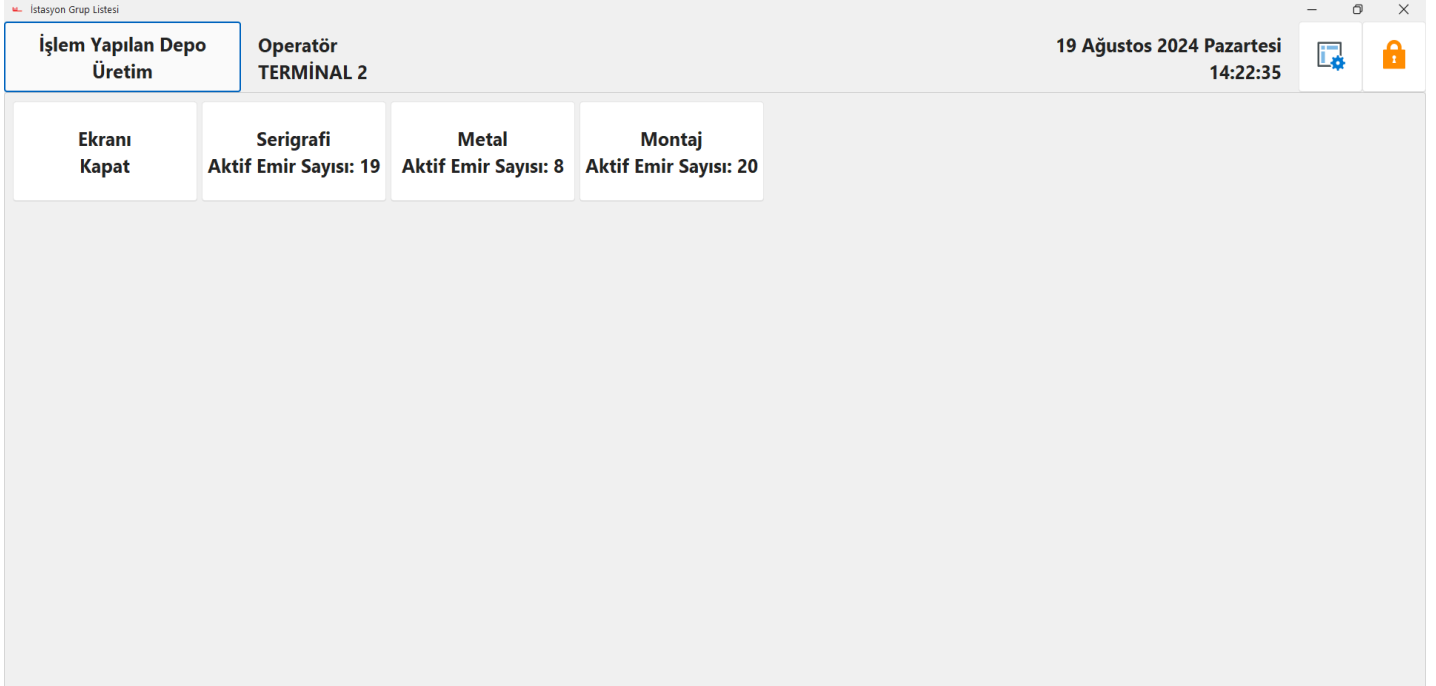 İstasyon Grup Listesi
İşlem Yapılan Depo
Üretim
Operatör
TERMİNAL 2
19 Ağustos 2024 Pazartesi
14:22:35
Ekranı
Kapat
Serigrafi
Aktif Emir Sayısı: 19
Metal
Aktif Emir Sayısı: 8
Montaj
Aktif Emir Sayısı: 20